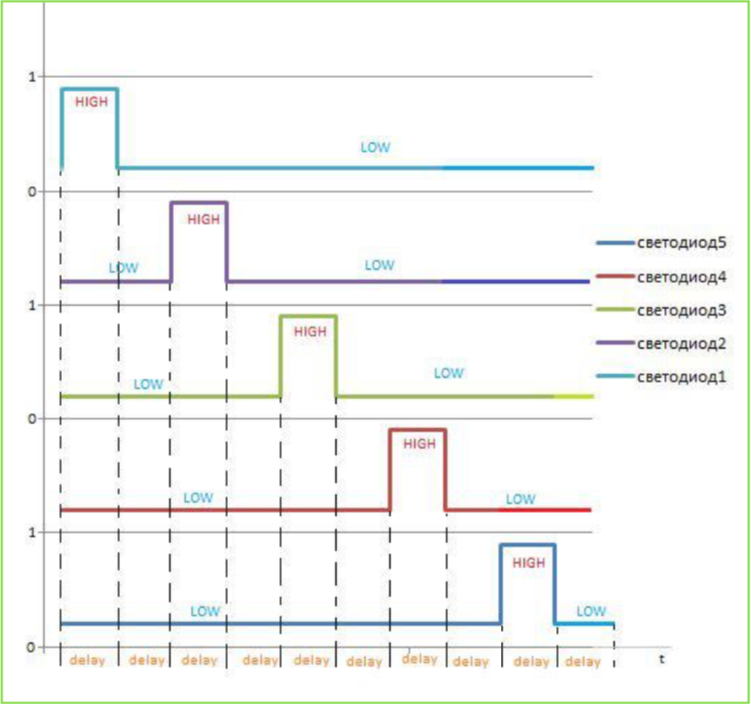 1
HIGH
LOW
0
HIGH
LOW
LOW
1
HIGH
LOW
LOW
0
HIGH
LOW
LOW
1
HIGH
LOW
LOW
0
delay delay delay delay delay delay delay delay delay delay t
светодиод5
светодиод4
светодиод3
светодиод2
светодиод1